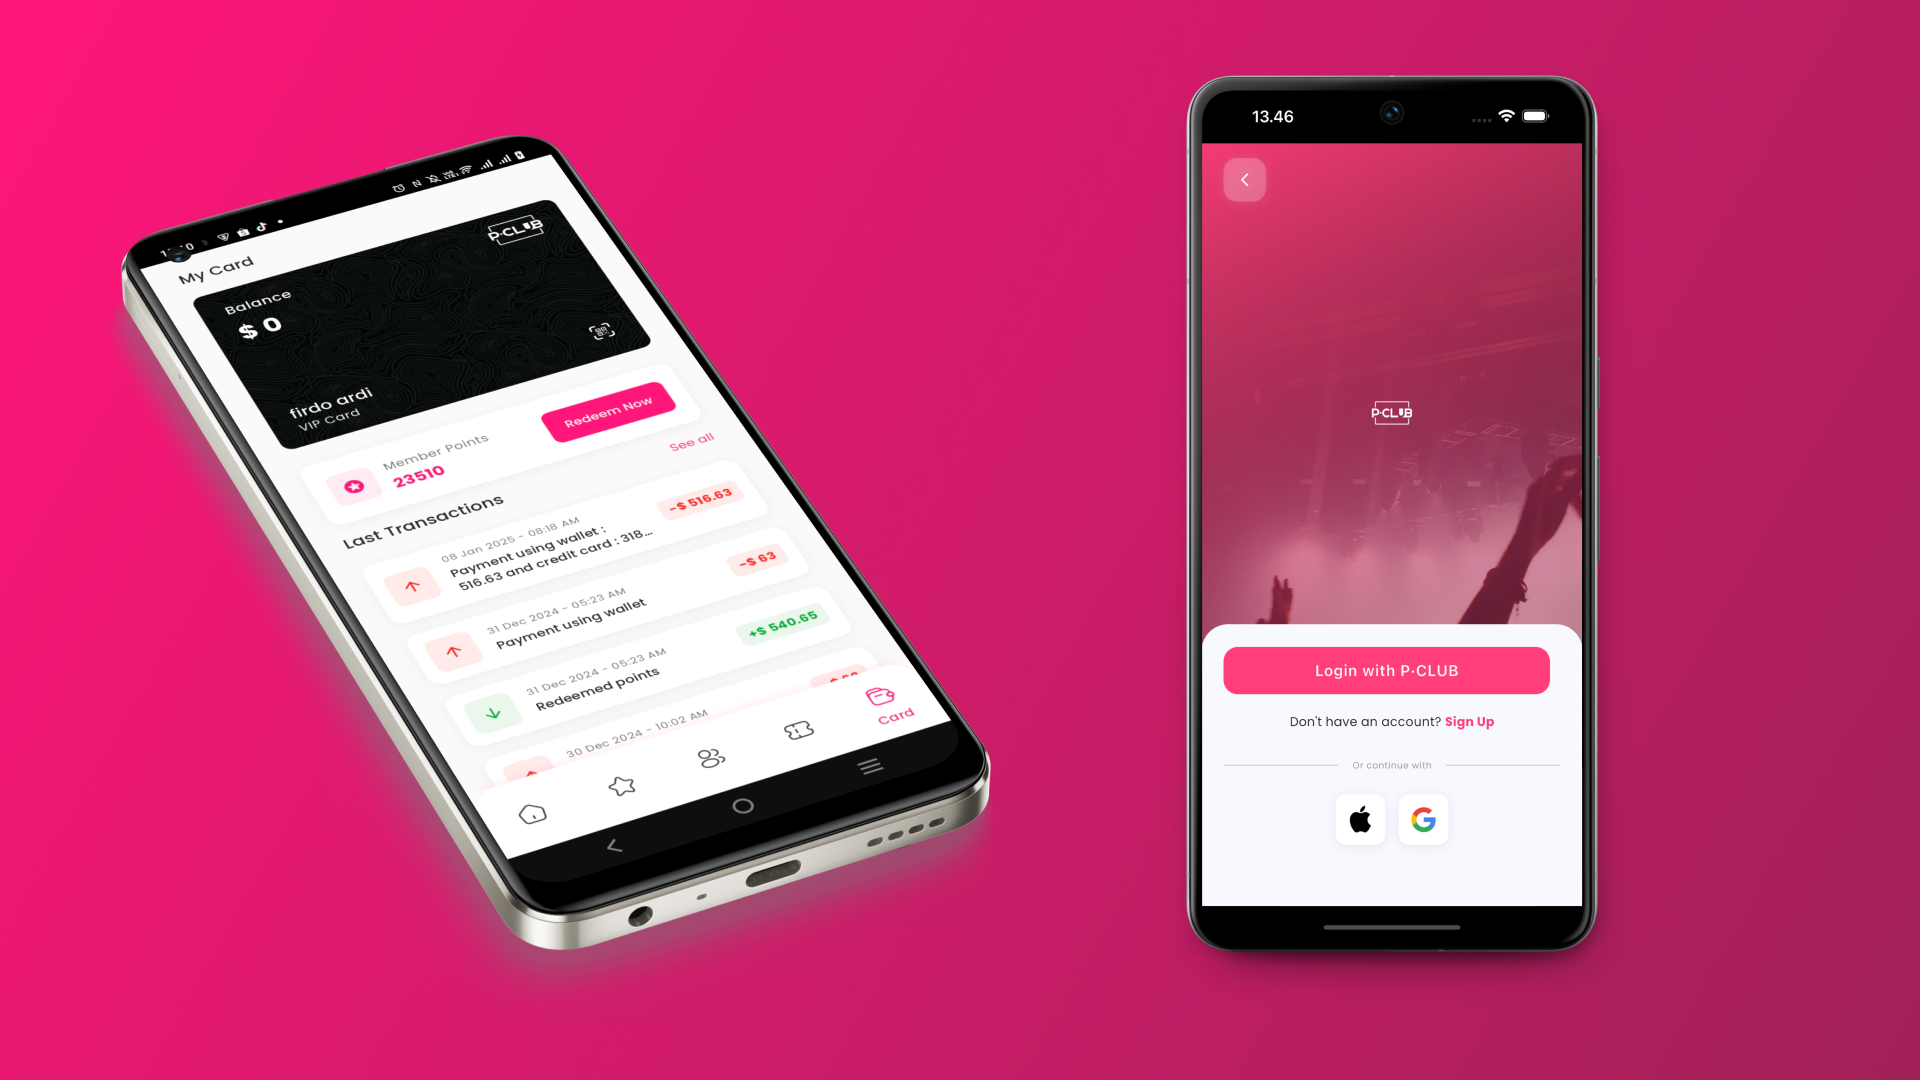 My Card
P·CLUB
Balance
$ 0
firdo ardi
VIP Card
Member Points
23510
Redeem Now
See all
Last Transactions
08 Jan 2025 - 08:18 AM
Payment using wallet :
516.63 and credit card : 318...
-$ 516.63
31 Dec 2024 - 05:23 AM
Payment using wallet
-$ 63
31 Dec 2024 - 05:23 AM
Redeemed points
+$ 540.65
30 Dec 2024 - 10:02 AM
Card
13.46
P·CLUB
Login with P·CLUB
Don't have an account? Sign Up
Or continue with